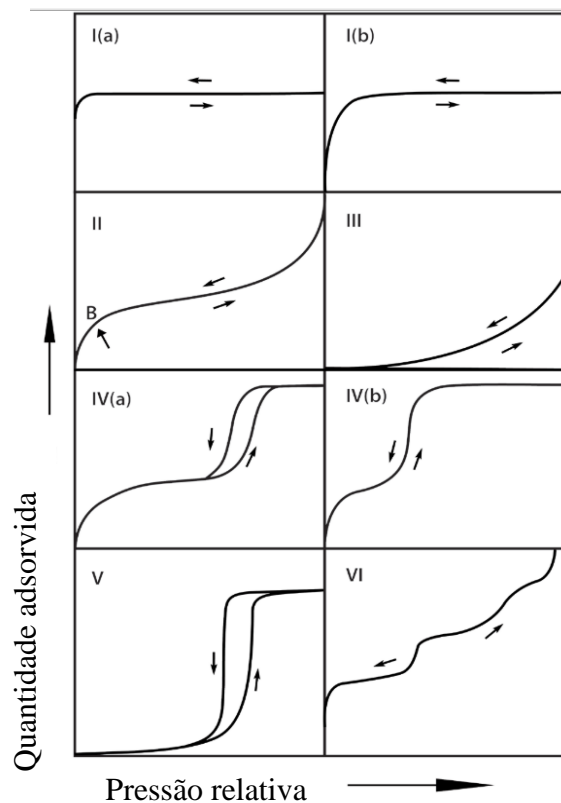 I(a)
I(b)
II
III
B
IV(a)
IV(b)
V
VI
Quantidade adsorvida
Pressão relativa